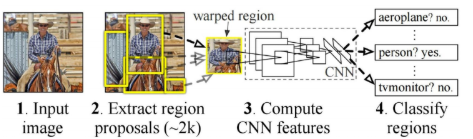 warped region
aeroplane? no.
person? yes.
CNN
tvmonitor? no.
1. Input
image
2. Extract region
proposals (~2k)
3. Compute
CNN features
4. Classify
regions